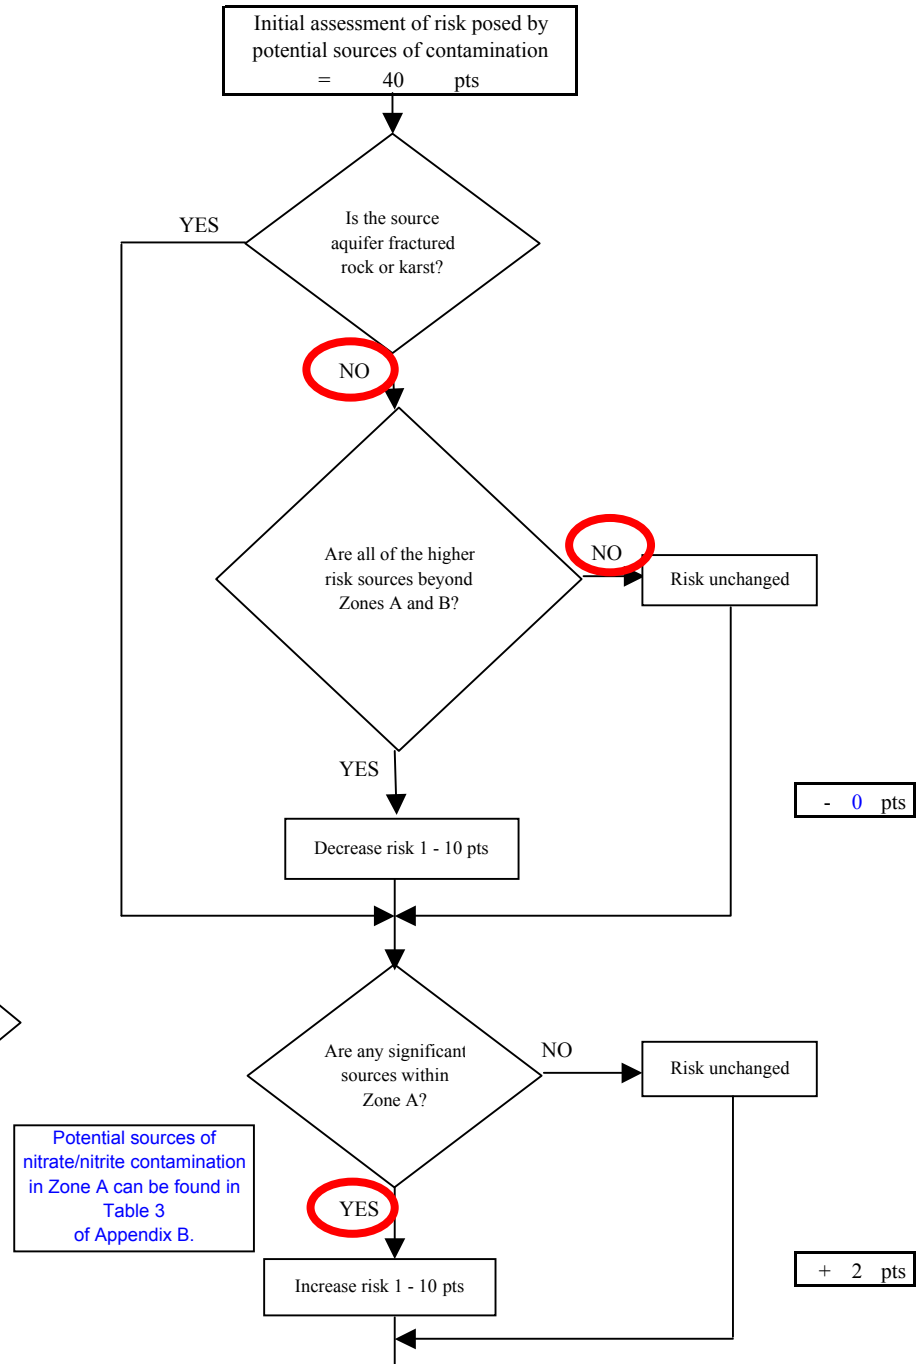 Initial assessment of risk posed by
potential sources of contamination
= 40 pts
YES
Is the source
aquifer fractured
rock or karst?
NO
Are all of the higher
risk sources beyond
Zones A and B?
NO
Risk unchanged
YES
- 0 pts
Decrease risk 1 - 10 pts
Are any significant
sources within
Zone A?
NO
Risk unchanged
Potential sources of
nitrate/nitrite contamination
in Zone A can be found in
Table 3
of Appendix B.
YES
+ 2 pts
Increase risk 1 - 10 pts